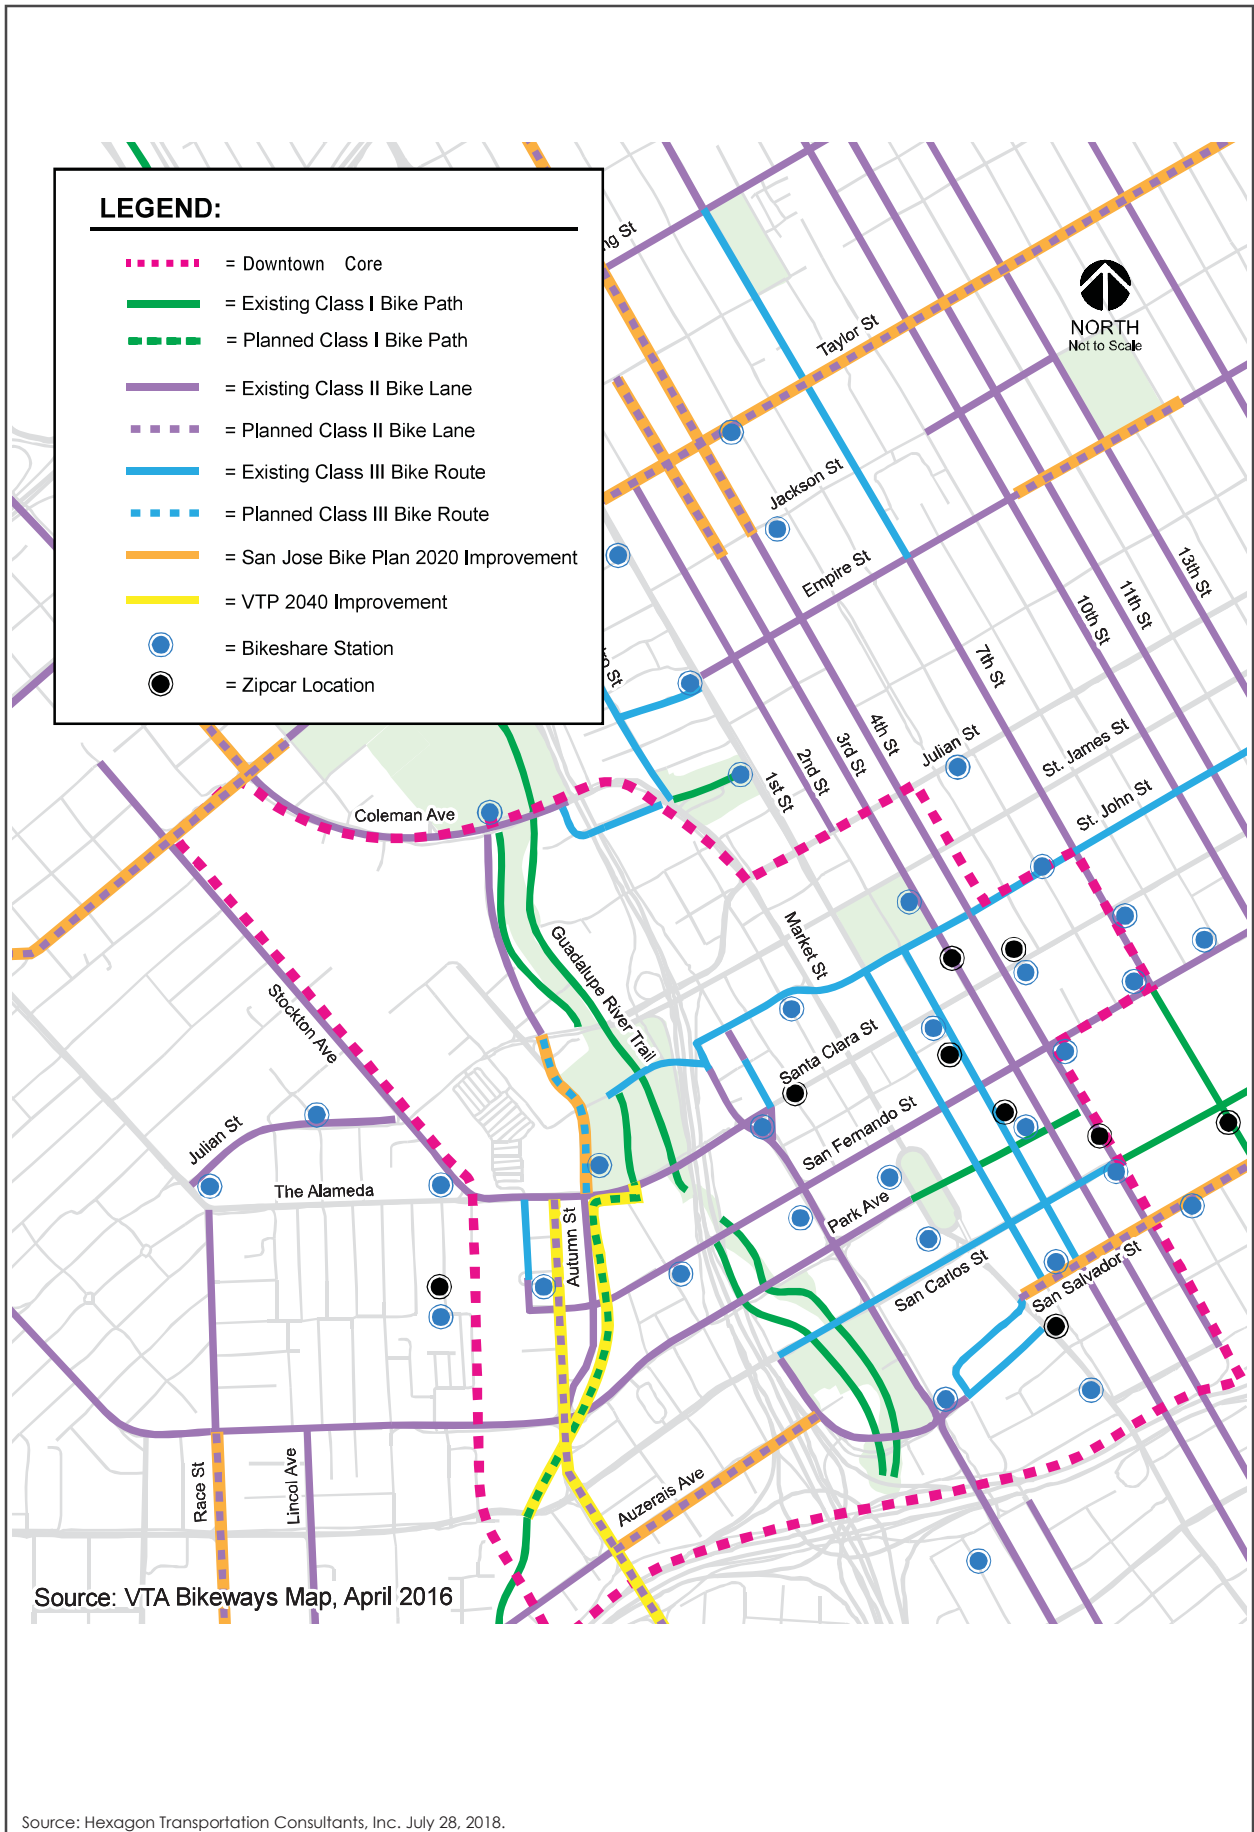 LEGEND:
= Downtown Core
= Existing Class I Bike Path
= Planned Class I Bike Path
= Existing Class II Bike Lane
= Planned Class II Bike Lane
= Existing Class III Bike Route
= Planned Class III Bike Route
= San Jose Bike Plan 2020 Improvement
= VTP 2040 Improvement
= Bikeshare Station
= Zipcar Location
NORTH
Not to Scale
ng St
Taylor St
Jackson St
Empire St
13th St
11th St
10th St
7th St
4th St
3rd St
2nd St
1st St
Julian St
St. James St
St. John St
Coleman Ave
Market St
Guadalupe River Trail
Stockton Ave
Santa Clara St
San Fernando St
Julian St
The Alameda
Autumn St
Park Ave
San Carlos St
San Salvador St
Race St
Lincol Ave
Auzerais Ave
Source: VTA Bikeways Map, April 2016
Source: Hexagon Transportation Consultants, Inc. July 28, 2018.